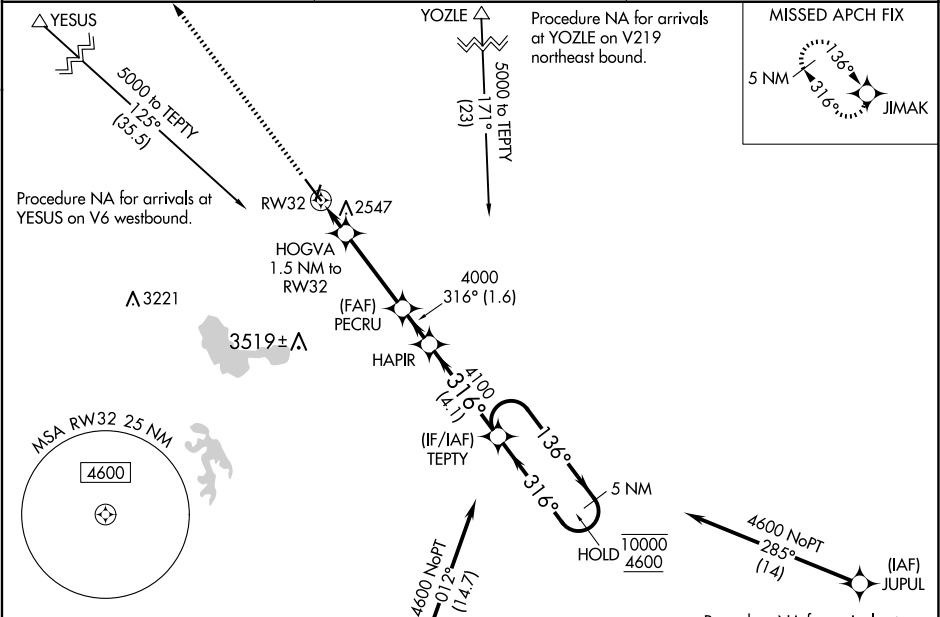 YESUS
5000 to TEPTY
125°
(35.5)
Procedure NA for arrivals at
YESUS on V6 westbound.
YOZLE
5000 to TEPTY
171°
(23)
Procedure NA for arrivals
at YOZLE on V219
northeast bound.
MISSED APCH FIX
136°
5 NM
316°
JIMAK
RW32
2547
HOGVA
1.5 NM to
RW32
3221
3519±
(FAF)
PECRU
4000
316° (1.6)
HAPIR
4100
316°
(4.1)
(IF/IAF)
TEPTY
136°
316°
5 NM
HOLD
10000
4600
MSA RW32 25 NM
4600
4600 NoPT
012°
(14.7)
4600 NoPT
285°
(14)
(IAF)
JUPUL